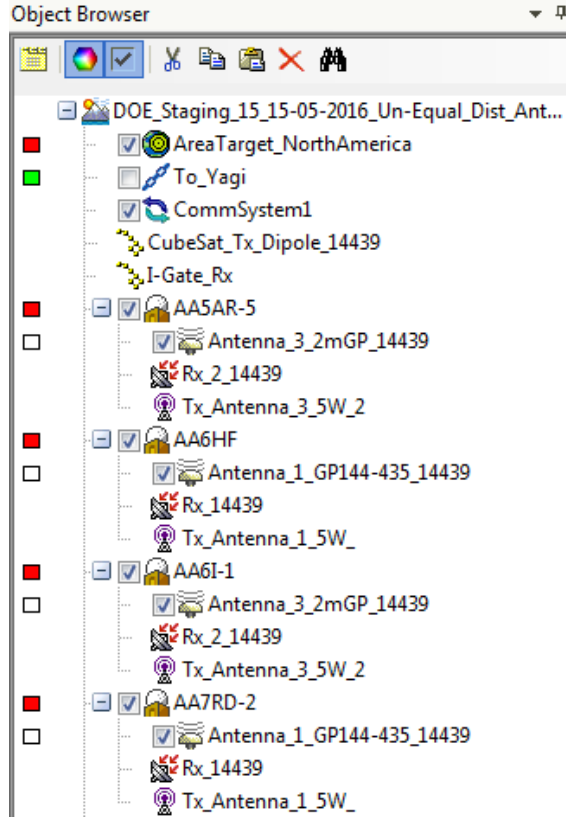 Object Browser
DOE_Staging_15_15-05-2016_Un-Equal_Dist_Ant...
AreaTarget_NorthAmerica
To_Yagi
CommSystem1
CubeSat_Tx_Dipole_14439
I-Gate_Rx
AA5AR-5
Antenna_3_2mGP_14439
Rx_2_14439
Tx_Antenna_3_5W_2
AA6HF
Antenna_1_GP144-435_14439
Rx_14439
Tx_Antenna_1_5W_
AA6I-1
Antenna_3_2mGP_14439
Rx_2_14439
Tx_Antenna_3_5W_2
AA7RD-2
Antenna_1_GP144-435_14439
Rx_14439
Tx_Antenna_1_5W_